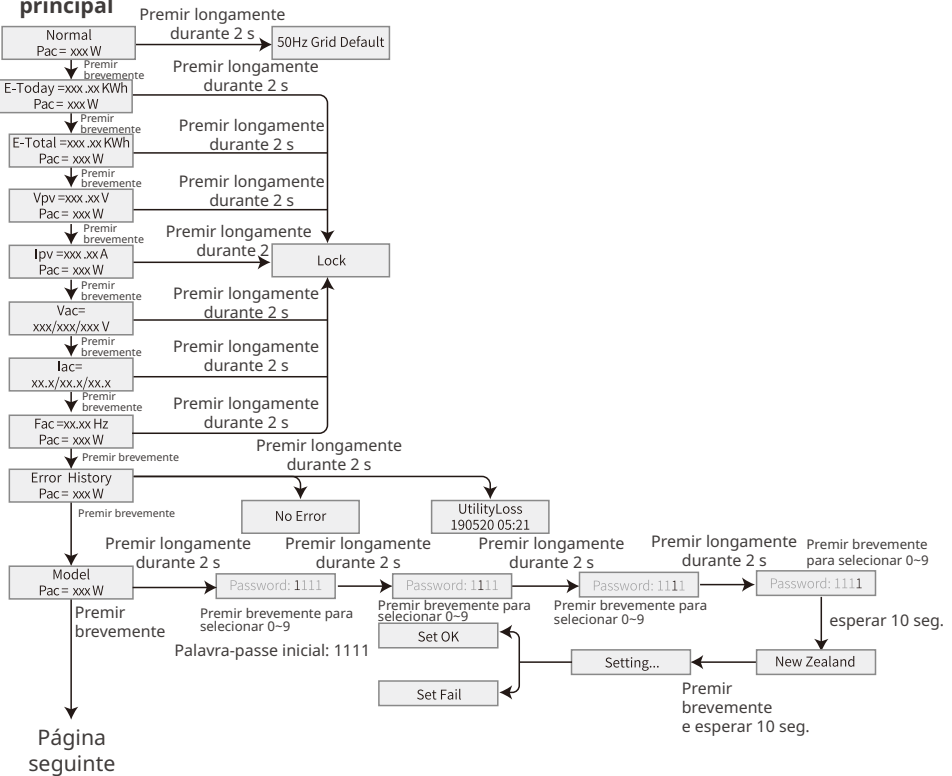 principal
Premir longamente
durante 2 s
Normal
Pac= xxx W
50Hz Grid Default
Premir
brevemente
Premir longamente
durante 2 s
E-Today =xxx.xx KWh
Pac= xxx W
Premir
brevemente
Premir longamente
durante 2 s
E-Total =xxx.xx KWh
Pac= xxx W
Premir
brevemente
Premir longamente
durante 2 s
Vpv =xxx.xx V
Pac= xxx W
Premir
brevemente
Premir longamente
durante 2
Ipv =xxx.xx A
Pac= xxx W
Lock
Premir
brevemente
Premir longamente
durante 2 s
Vac=
xxx/xxx/xxx V
Premir
brevemente
Premir longamente
durante 2 s
Iac=
xx.x/xx.x/xx.x
Premir
brevemente
Premir longamente
durante 2 s
Fac =xx.xx Hz
Pac= xxx W
Premir brevemente
Premir longamente
durante 2 s
Error History
Pac= xxx W
No Error
UtilityLoss
190520 05:21
Premir brevemente
Premir longamente
durante 2 s
Premir longamente
durante 2 s
Premir longamente
durante 2 s
Premir longamente
durante 2 s
Premir brevemente
para selecionar 0~9
Model
Pac= xxx W
Password: 1111
Password: 1111
Password: 1111
Password: 1111
Premir brevemente para
selecionar 0~9
Premir brevemente para
selecionar 0~9
Premir brevemente para
selecionar 0~9
Premir
brevemente
esperar 10 seg.
Palavra-passe inicial: 1111
Set OK
Setting...
New Zealand
Set Fail
Premir
brevemente
e esperar 10 seg.
Página
seguinte